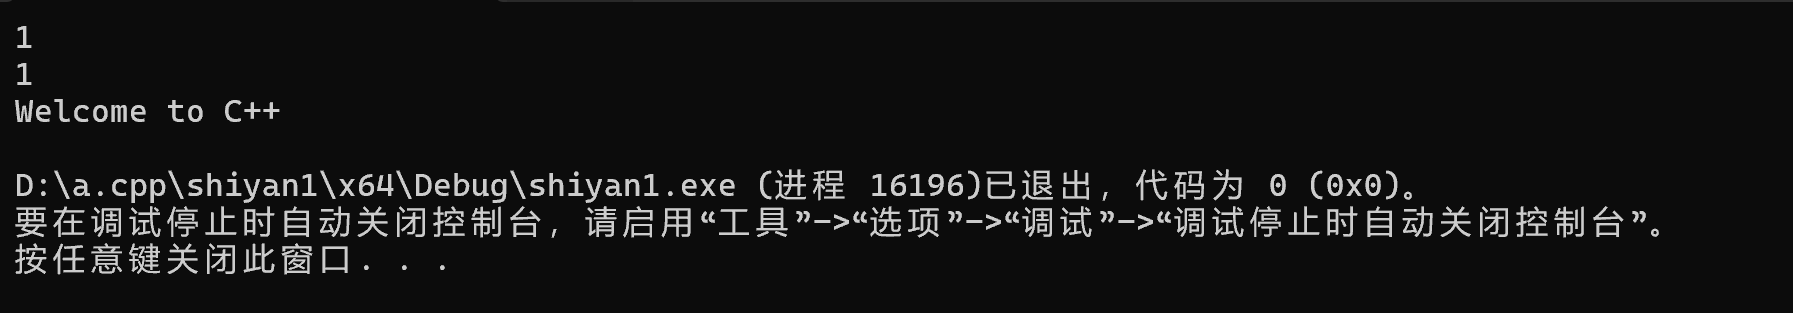 1
1
Welcome to C++
D:\a.cpp\shiyan1\x64\Debug\shiyan1.exe (进程 16196)已退出，代码为 0 (0x0)。
要在调试停止时自动关闭控制台，请启用“工具”->“选项”->“调试”->“调试停止时自动关闭控制台”。
按任意键关闭此窗口. . .